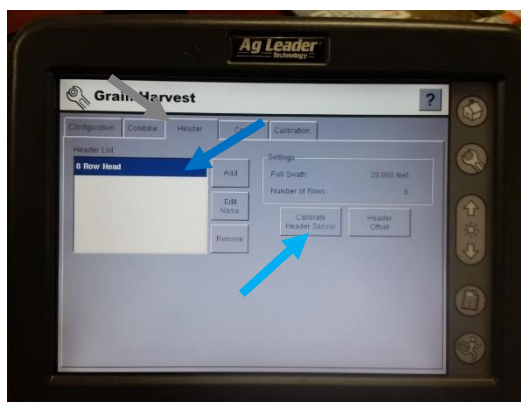 Ag Leader
Technology
Grain Harvest
?
Configuration Combine Header Calibration
Header List
8 Row Head
Add
Edit
Name
Remove
Settings
Full Swath: 20.000 feet
Number of Rows: 8
Calibrate
Header Sensor
Header
Offset